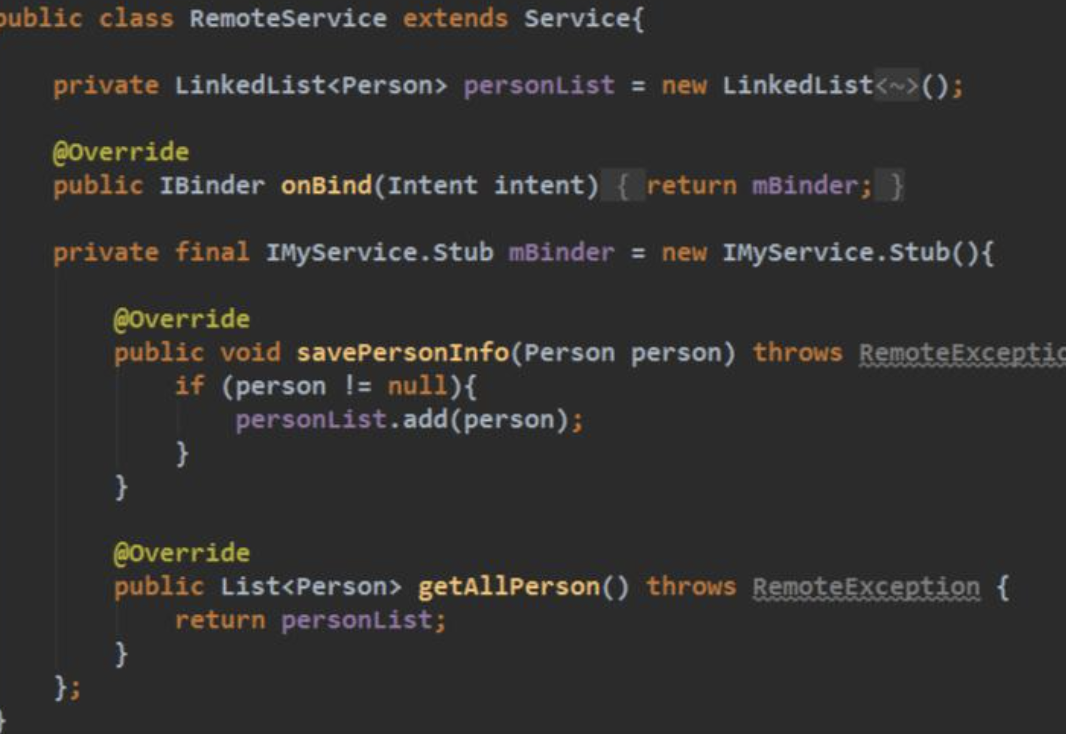 public class RemoteService extends Service{
private LinkedList<Person> personList = new LinkedList<~>();
@Override
public IBinder onBind(Intent intent) { return mBinder; }
private final IMyService.Stub mBinder = new IMyService.Stub(){
@Override
public void savePersonInfo(Person person) throws RemoteExceptio
if (person != null){
personList.add(person);
}
}
@Override
public List<Person> getAllPerson() throws RemoteException {
return personList;
}
};
}